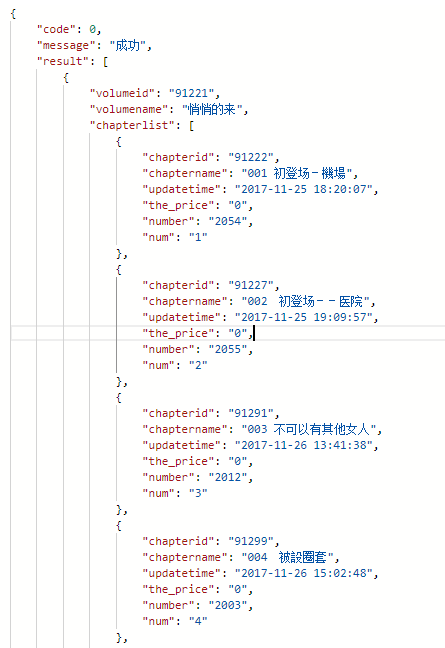 {
"code": 0,
"message": "成功",
"result": [
{
"volumeid": "91221",
"volumename": "悄悄的来",
"chapterlist": [
{
"chapterid": "91222",
"chaptername": "001 初登场－機場",
"updatetime": "2017-11-25 18:20:07",
"the_price": "0",
"number": "2054",
"num": "1"
},
{
"chapterid": "91227",
"chaptername": "002　初登场－－医院",
"updatetime": "2017-11-25 19:09:57",
"the_price": "0",
"number": "2055",
"num": "2"
},
{
"chapterid": "91291",
"chaptername": "003 不可以有其他女人",
"updatetime": "2017-11-26 13:41:38",
"the_price": "0",
"number": "2012",
"num": "3"
},
{
"chapterid": "91299",
"chaptername": "004　被設圈套",
"updatetime": "2017-11-26 15:02:48",
"the_price": "0",
"number": "2003",
"num": "4"
},